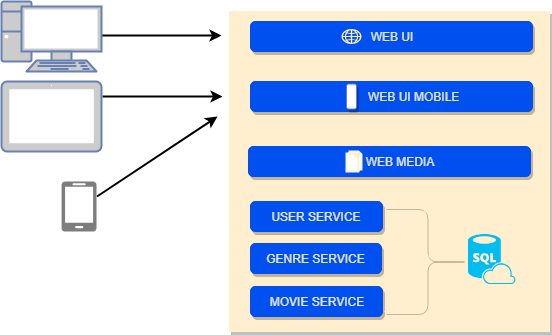 WEB UI
WEB UI MOBILE
WEB MEDIA
USER SERVICE
GENRE SERVICE
MOVIE SERVICE
SQL